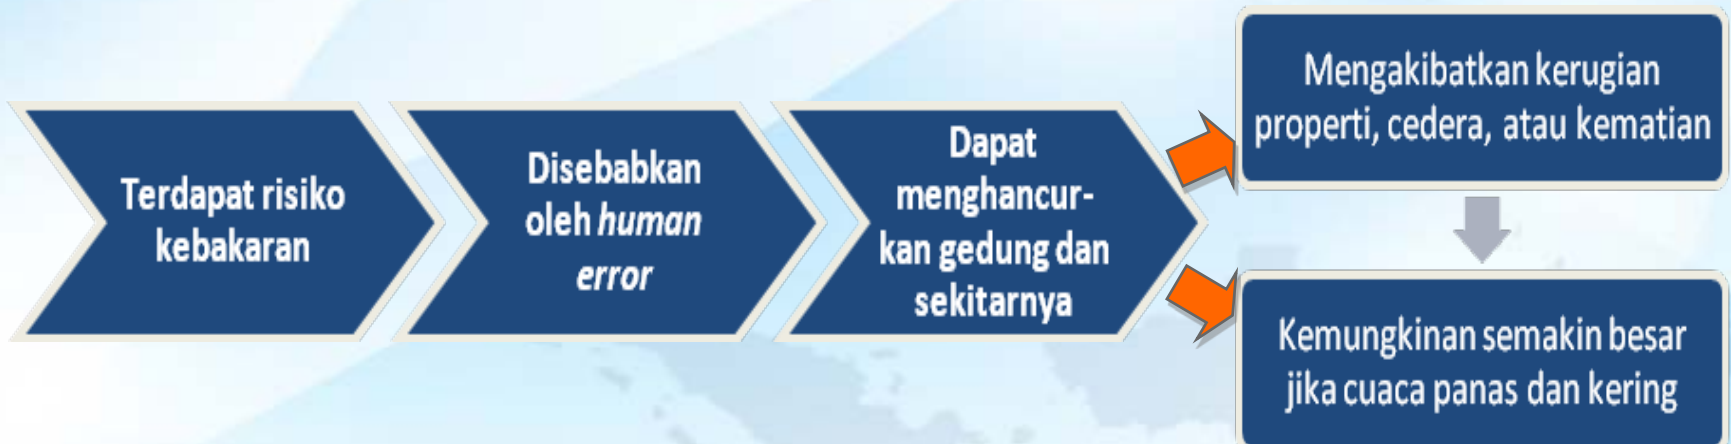 Terdapat risiko
kebakaran
Disebabkan
oleh human
error
Dapat
menghancur-
kan gedung dan
sekitarnya
Mengakibatkan kerugian
properti, cedera, atau kematian
Kemungkinan semakin besar
jika cuaca panas dan kering